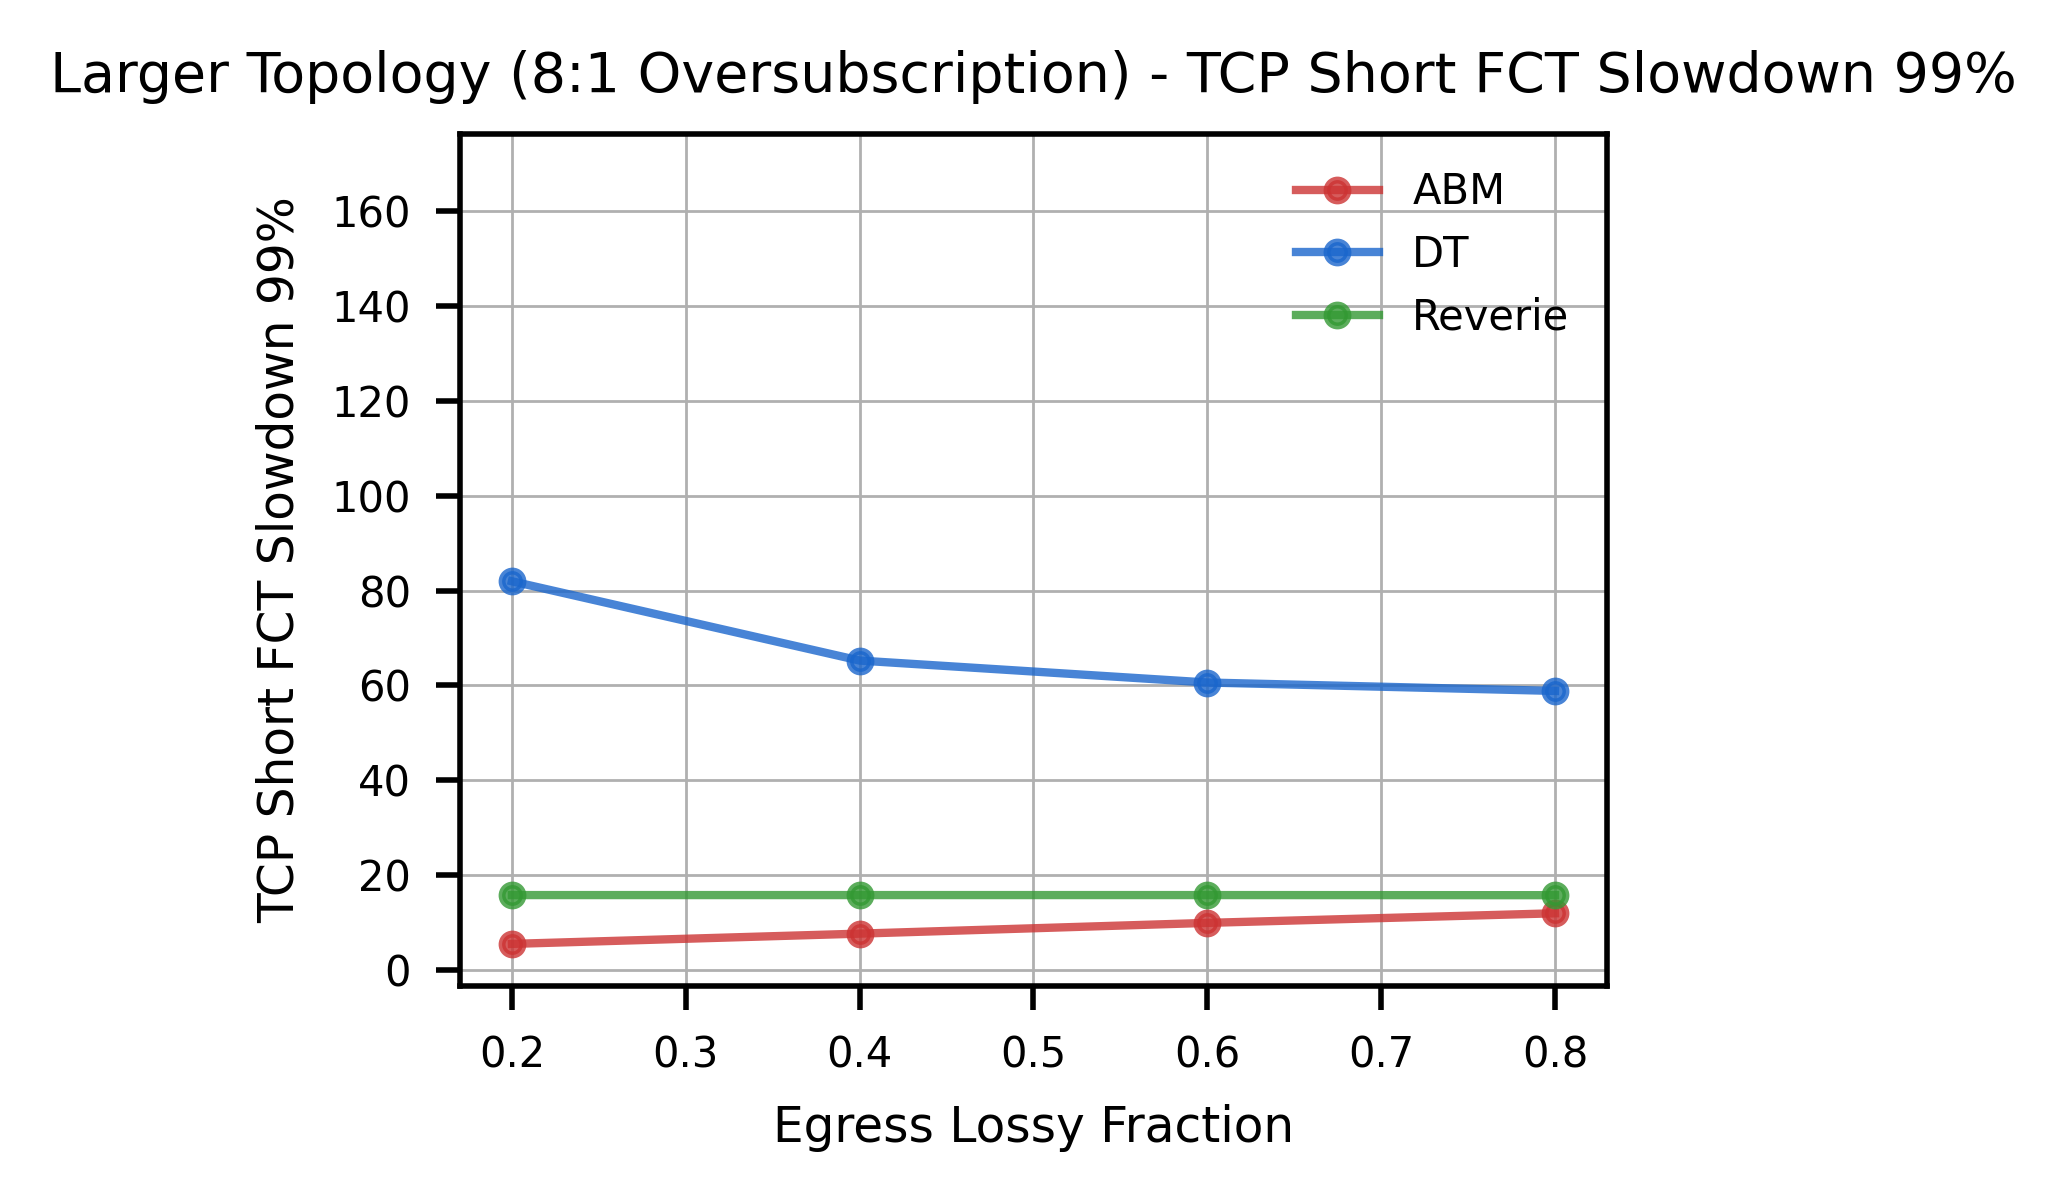 Larger Topology (8:1 Oversubscription) - TCP Short FCT Slowdown 99%
TCP Short FCT Slowdown 99%
160
140
120
100
80
60
40
20
0
ABM
DT
Reverie
0.2 0.3 0.4 0.5 0.6 0.7 0.8
Egress Lossy Fraction